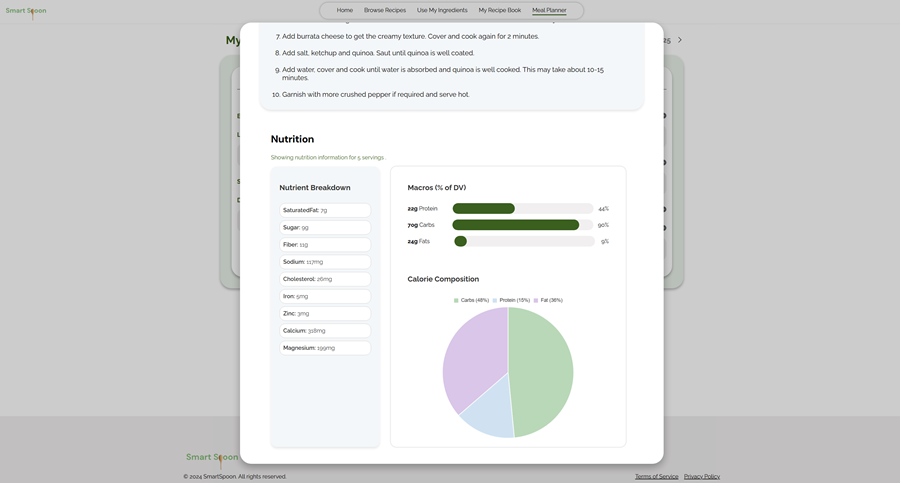 Smart Spoon
Home Browse Recipes Use My Ingredients My Recipe Book Meal Planner
My
25
7. Add burrata cheese to get the creamy texture. Cover and cook again for 2 minutes.
8. Add salt, ketchup and quinoa. Saut until quinoa is well coated.
9. Add water, cover and cook until water is absorbed and quinoa is well cooked. This may take about 10-15
minutes.
10. Garnish with more crushed pepper if required and serve hot.
Nutrition
Showing nutrition information for 5 servings .
Nutrient Breakdown
SaturatedFat: 7g
Sugar: 9g
Fiber: 11g
Sodium: 117mg
Cholesterol: 26mg
Iron: 5mg
Zinc: 3mg
Calcium: 318mg
Magnesium: 199mg
Macros (% of DV)
22g Protein 44%
70g Carbs 90%
24g Fats 9%
Calorie Composition
Carbs (48%) Protein (15%) Fat (36%)
Smart Spoon
© 2024 SmartSpoon. All rights reserved.
Terms of Service Privacy Policy